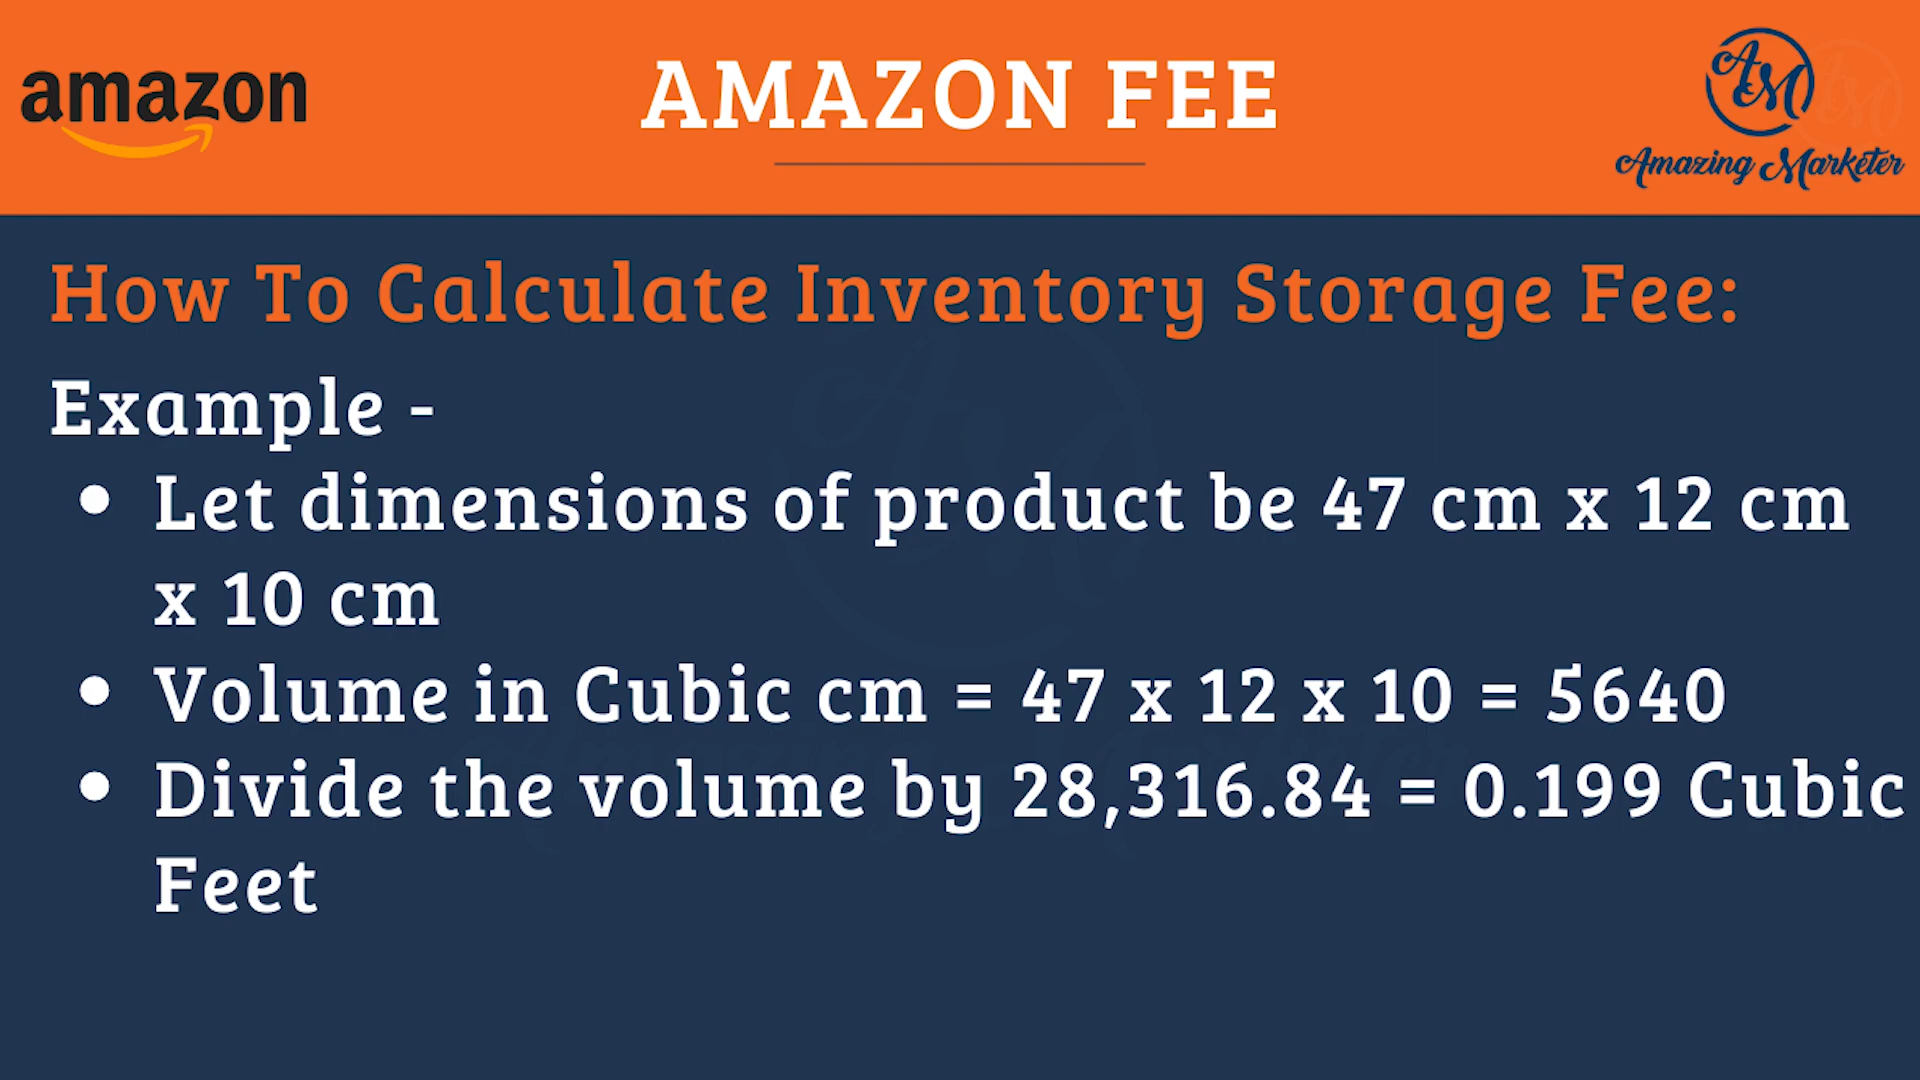 amazon
AMAZON FEE
AM
Amazing Marketer
How To Calculate Inventory Storage Fee:
Example -
• Let dimensions of product be 47 cm x 12 cm
x 10 cm
• Volume in Cubic cm = 47 x 12 x 10 = 5640
• Divide the volume by 28,316.84 = 0.199 Cubic
Feet